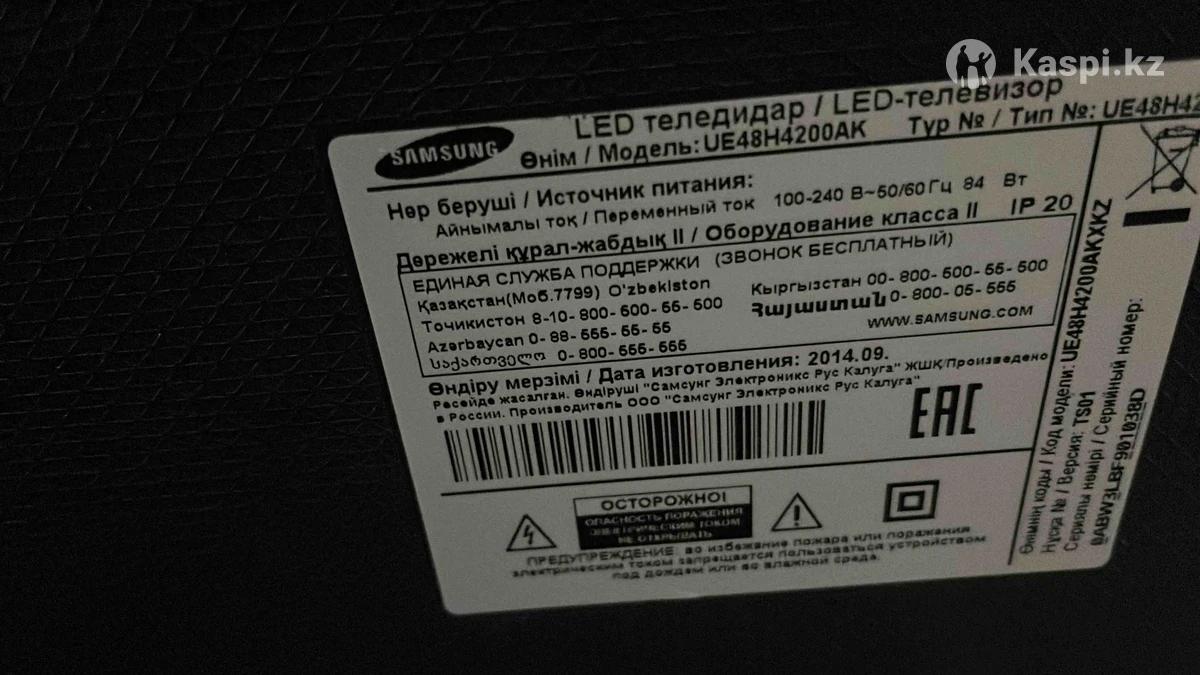 Kaspi.kz
LED теледидар / LED-телевизор
SAMSUNG
Өнім / Модель: UE48H4200AK Түр № / Тип №: UE48H42
Нәр беруші / Источник питания:
Айнымалы тоқ / Переменный ток 100-240 В~50/60 Гц 84 Вт
Дәрежелі құрал-жабдық II / Оборудование класса II IP 20
ЕДИНАЯ СЛУЖБА ПОДДЕРЖКИ (ЗВОНОК БЕСПЛАТНЫЙ)
Қазақстан(Моб.7799) O'zbekiston
Точикистон 8-10-800-500-55-500
Azərbaycan 0-88-555-55-55
საქართველო 0-800-555-555
Кыргызстан 00-800-500-55-500
Հայաստան 0-800-05-555
WWW.SAMSUNG.COM
Өндіру мерзімі / Дата изготовления: 2014.09.
Ресейде жасалған. Өндіруші "Самсунг Электроникс Рус Калуга" ЖШҚ/Произведено
в России. Производитель ООО "Самсунг Электроникс Рус Калуга"
EAC
ОСТОРОЖНО!
ОПАСНОСТЬ ПОРАЖЕНИЯ
ЭЛЕКТРИЧЕСКИМ ТОКОМ
НЕ ОТКРЫВАТЬ
ПРЕДУПРЕЖДЕНИЕ: во избежание пожара или поражения
электрическим током запрещается пользоваться устройством
под дождем или во влажной среде.
Өнімнің коды / Код модели: UE48H4200AKXKZ
Нұсқа № / Версия: TS01
Сериялы нөмірі / Серийный номер:
0ABW3LBF901038D